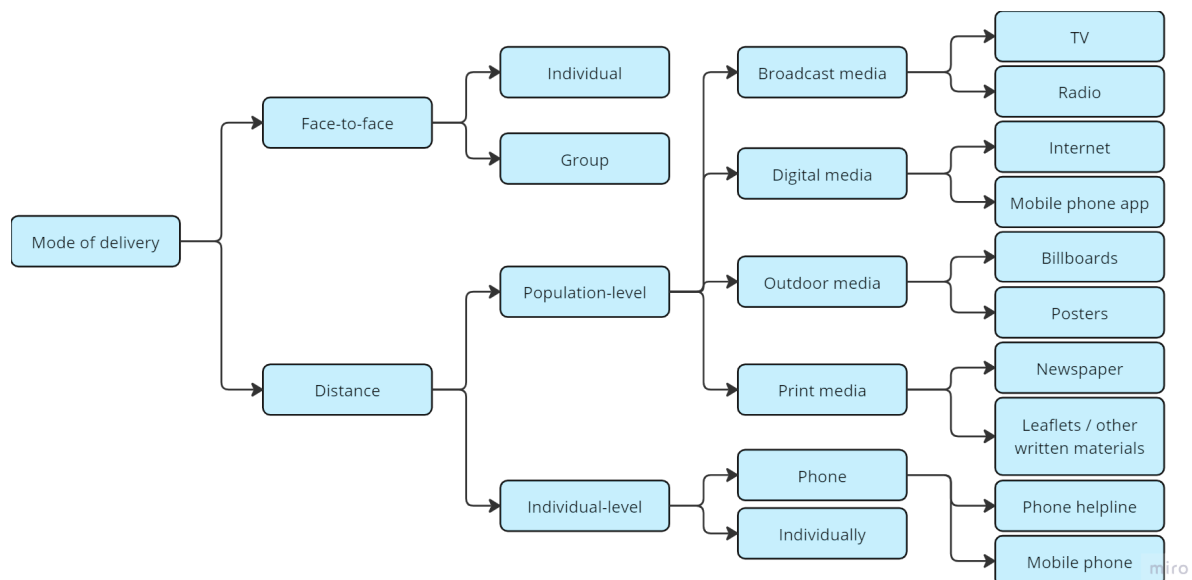 Mode of delivery
Face-to-face
Distance
Individual
Group
Population-level
Individual-level
Broadcast media
Digital media
Outdoor media
Print media
Phone
Individually
TV
Radio
Internet
Mobile phone app
Billboards
Posters
Newspaper
Leaflets / other
written materials
Phone helpline
Mobile phone
miro